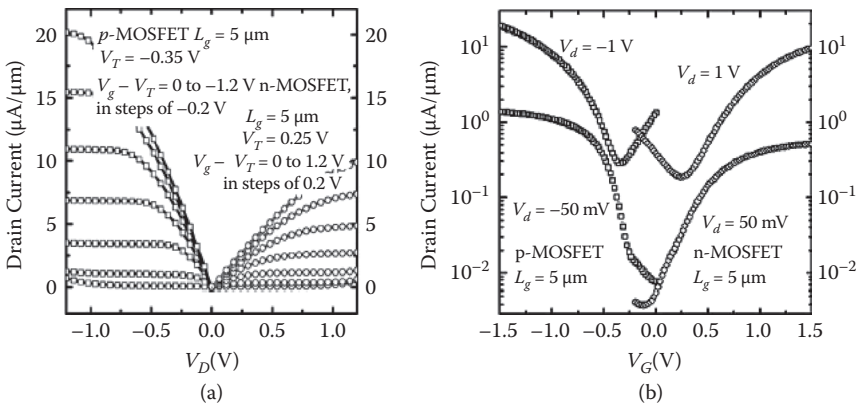 20
p-MOSFET L_g = 5 μm
20
V_T = −0.35 V
15
V_g − V_T = 0 to −1.2 V n-MOSFET,
15
in steps of −0.2 V
L_g = 5 μm
V_T = 0.25 V
10
V_g − V_T = 0 to 1.2 V
10
in steps of 0.2 V
5
5
0
0
Drain Current (μA/μm)
−1.0
−0.5
0.0
0.5
1.0
V_D(V)
(a)
10^1
V_d = −1 V
V_d = 1 V
10^1
10^0
10^0
10^−1
10^−1
V_d = −50 mV
V_d = 50 mV
p-MOSFET
n-MOSFET
10^−2
L_g = 5 μm
L_g = 5 μm
10^−2
Drain Current (μA/μm)
−1.5
−1.0
−0.5
0.0
0.5
1.0
1.5
V_G(V)
(b)